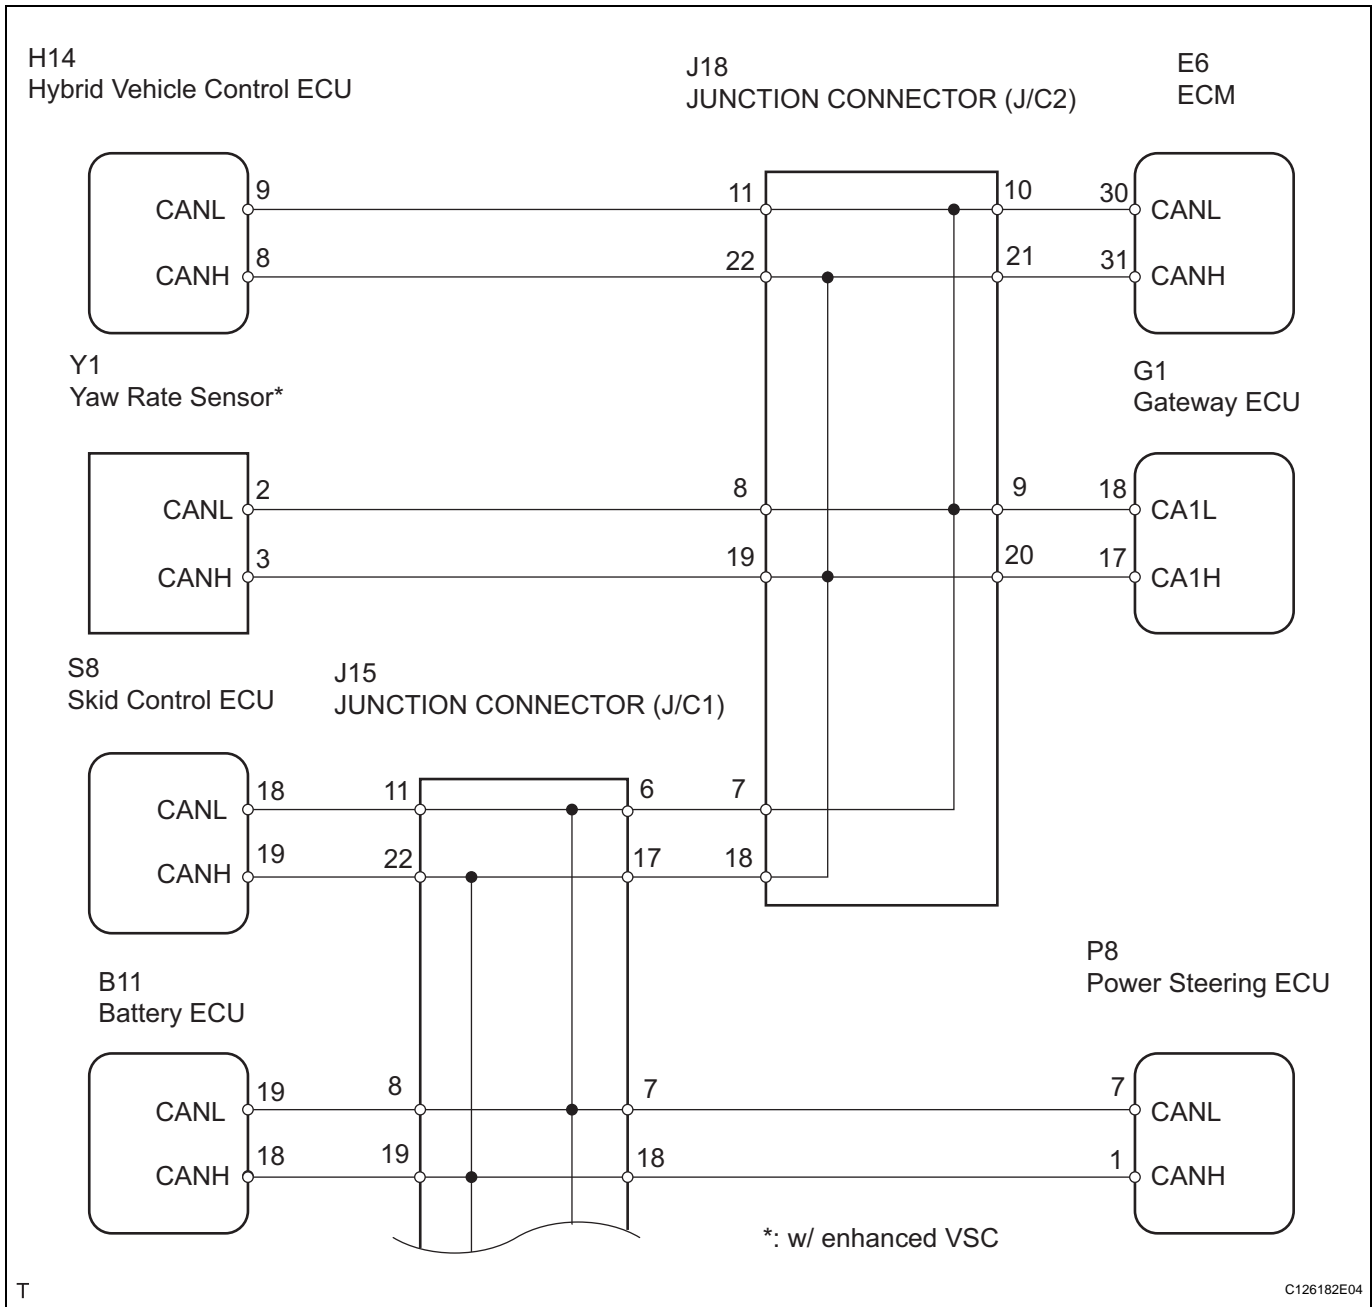 H14
Hybrid Vehicle Control ECU
J18
JUNCTION CONNECTOR (J/C2)
E6
ECM
CANL 9 11 10 30 CANL
CANH 8 22 21 31 CANH
Y1
Yaw Rate Sensor*
G1
Gateway ECU
CANL 2 8 9 18 CA1L
CANH 3 19 20 17 CA1H
S8
Skid Control ECU
J15
JUNCTION CONNECTOR (J/C1)
CANL 18 11 6 7
CANH 19 22 17 18
B11
Battery ECU
P8
Power Steering ECU
CANL 19 8 7 7 CANL
CANH 18 19 18 1 CANH
*: w/ enhanced VSC
T
C126182E04